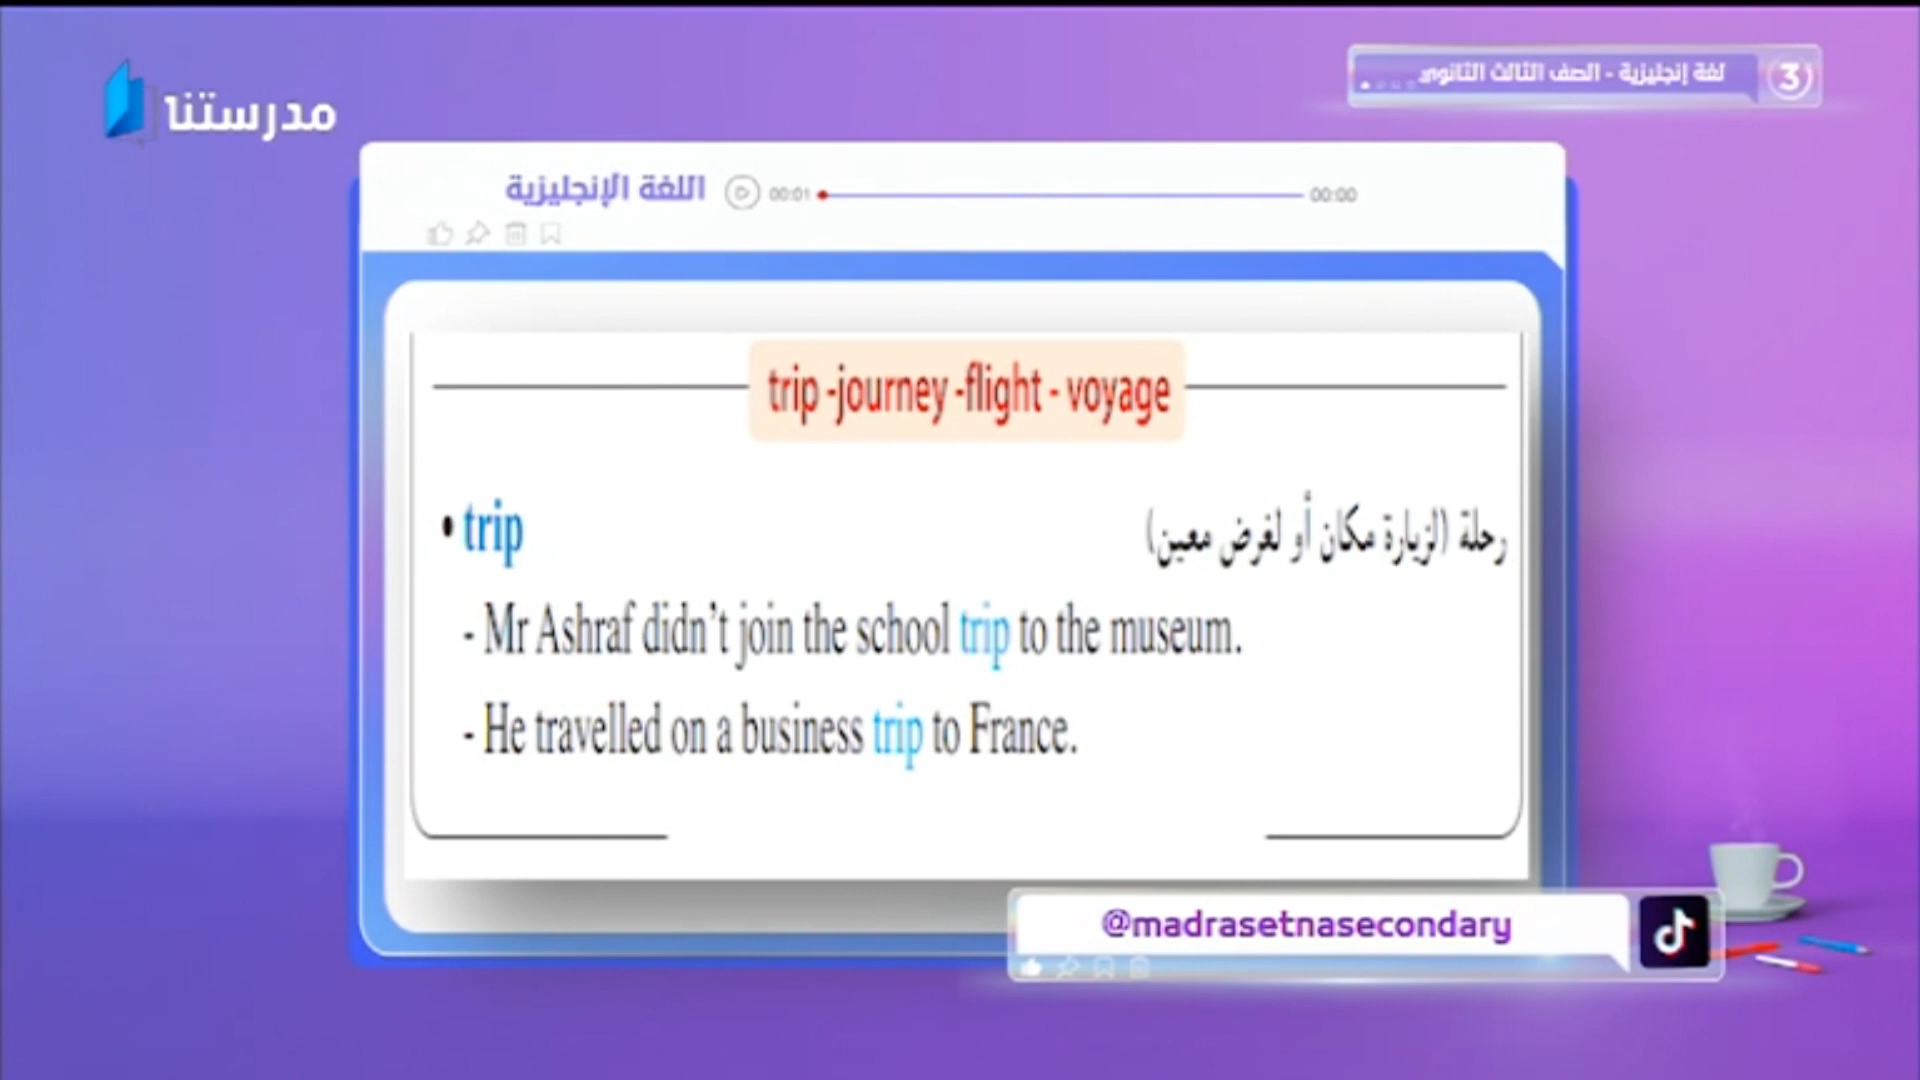 مدرستنا
لغة إنجليزية - الصف الثالث الثانوي
3
اللغة الإنجليزية
00:01
00:00
trip -journey -flight - voyage
• trip
رحلة (لزيارة مكان أو لغرض معين)
- Mr Ashraf didn't join the school trip to the museum.
- He travelled on a business trip to France.
@madrasetnasecondary